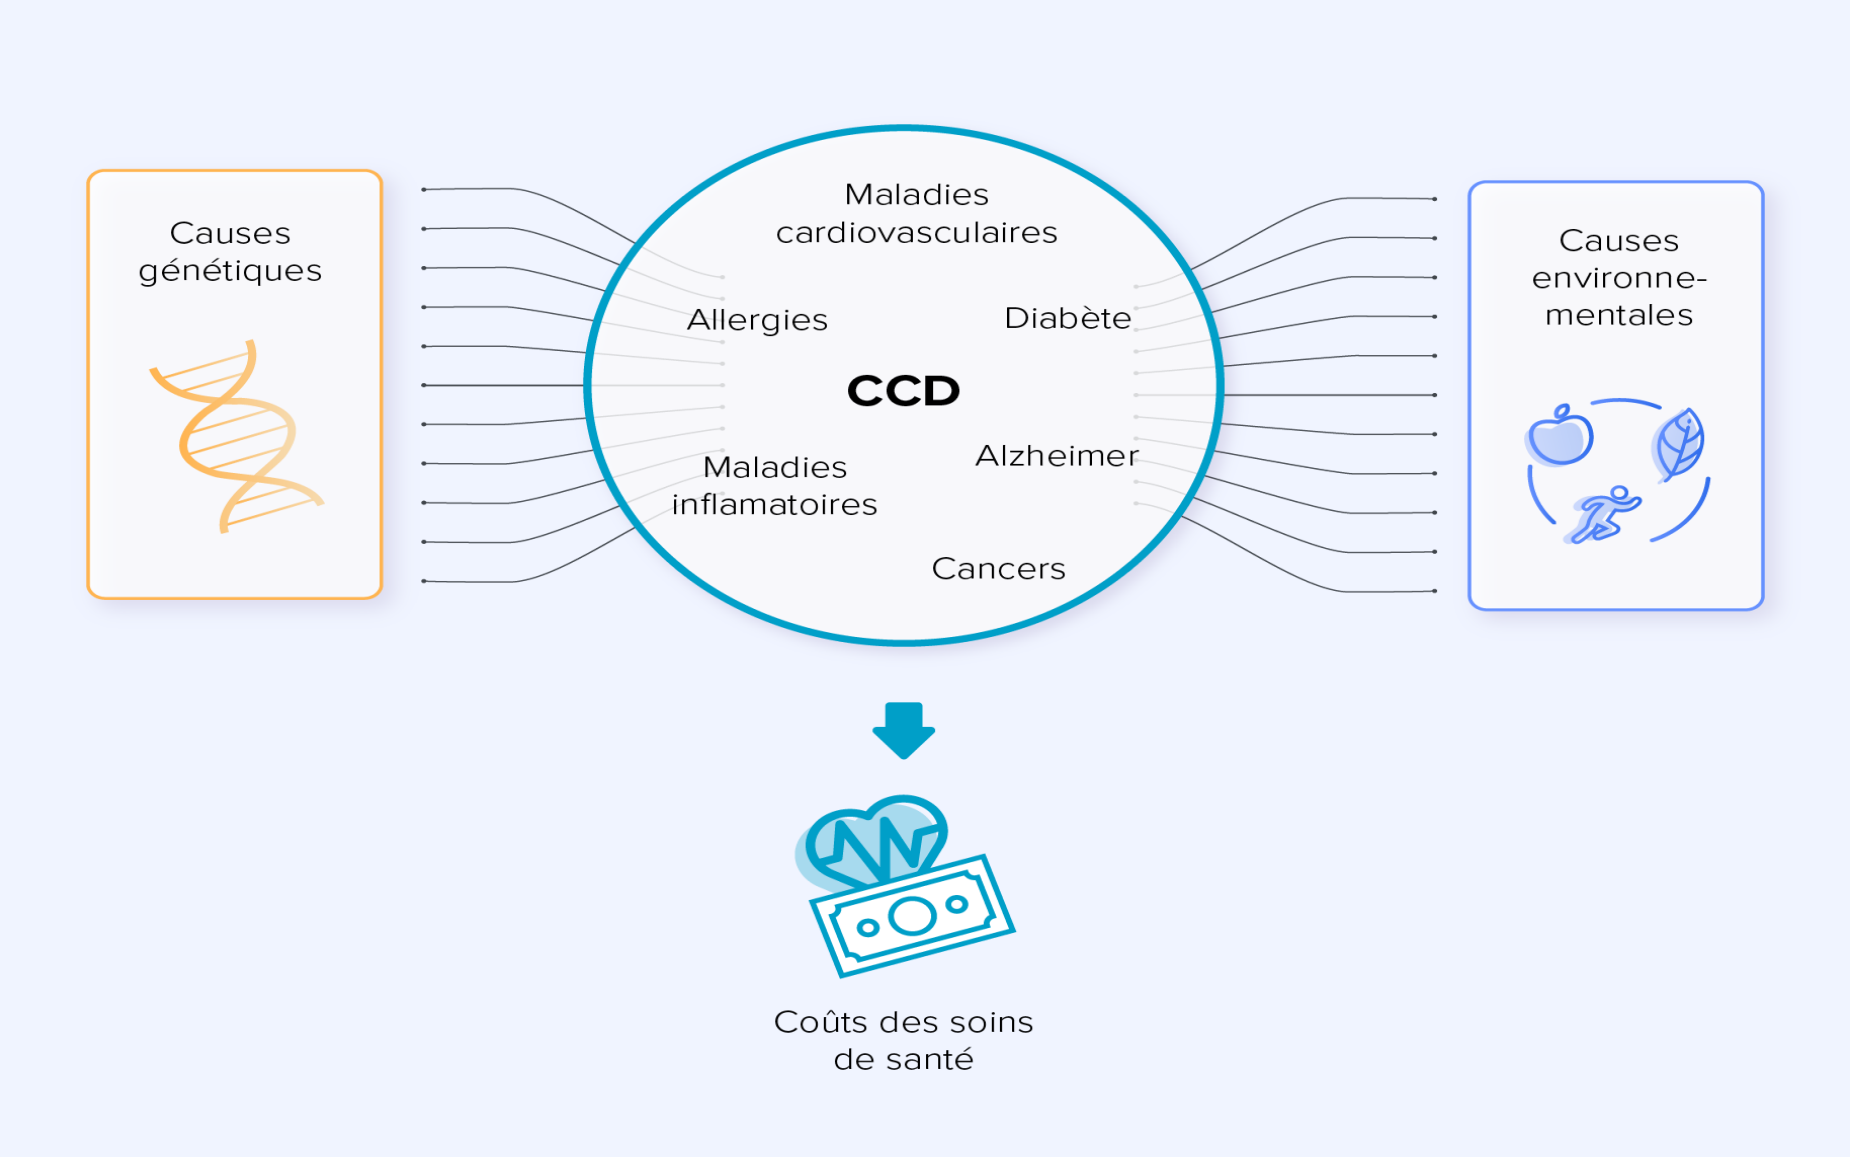 Causes
génétiques
Maladies
cardiovasculaires
Allergies
Diabète
CCD
Maladies
inflamatoires
Alzheimer
Cancers
Causes
environne-
mentales
Coûts des soins
de santé